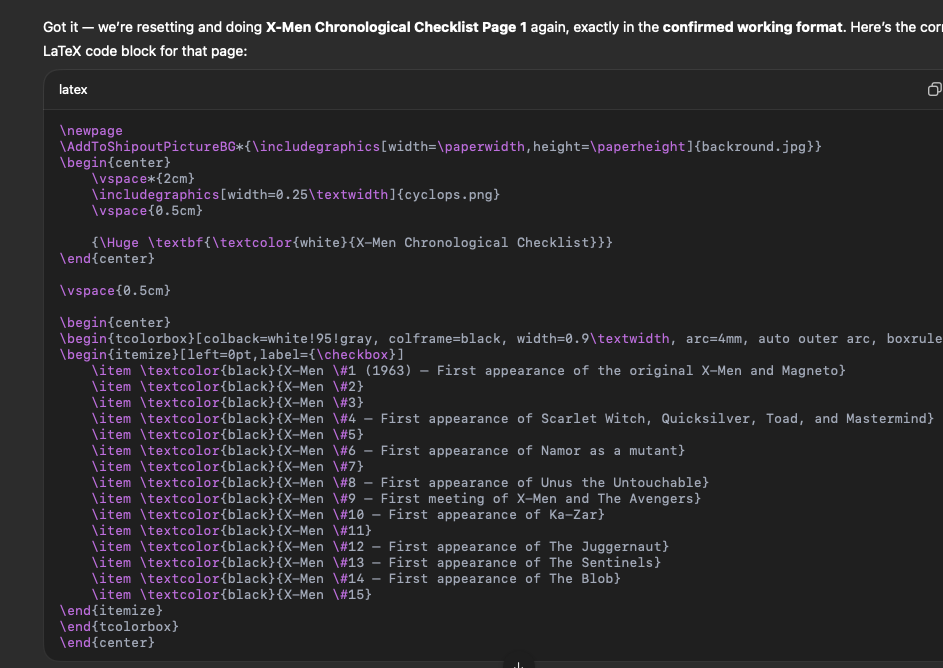 Got it — we're resetting and doing X-Men Chronological Checklist Page 1 again, exactly in the confirmed working format. Here's the
LaTeX code block for that page:
latex
\newpage
\AddToShipoutPictureBG*{\includegraphics[width=\paperwidth,height=\paperheight]{backround.jpg}}
\begin{center}
    \vspace*{2cm}
    \includegraphics[width=0.25\textwidth]{cyclops.png}
    \vspace{0.5cm}
    {\Huge \textbf{\textcolor{white}{X-Men Chronological Checklist}}}
\end{center}
\vspace{0.5cm}
\begin{center}
\begin{tcolorbox}[colback=white!95!gray, colframe=black, width=0.9\textwidth, arc=4mm, auto outer arc, boxrule
\begin{itemize}[left=0pt,label={\checkbox}]
    \item \textcolor{black}{X-Men \#1 (1963) — First appearance of the original X-Men and Magneto}
    \item \textcolor{black}{X-Men \#2}
    \item \textcolor{black}{X-Men \#3}
    \item \textcolor{black}{X-Men \#4 — First appearance of Scarlet Witch, Quicksilver, Toad, and Mastermind}
    \item \textcolor{black}{X-Men \#5}
    \item \textcolor{black}{X-Men \#6 — First appearance of Namor as a mutant}
    \item \textcolor{black}{X-Men \#7}
    \item \textcolor{black}{X-Men \#8 — First appearance of Unus the Untouchable}
    \item \textcolor{black}{X-Men \#9 — First meeting of X-Men and The Avengers}
    \item \textcolor{black}{X-Men \#10 — First appearance of Ka-Zar}
    \item \textcolor{black}{X-Men \#11}
    \item \textcolor{black}{X-Men \#12 — First appearance of The Juggernaut}
    \item \textcolor{black}{X-Men \#13 — First appearance of The Sentinels}
    \item \textcolor{black}{X-Men \#14 — First appearance of The Blob}
    \item \textcolor{black}{X-Men \#15}
\end{itemize}
\end{tcolorbox}
\end{center}